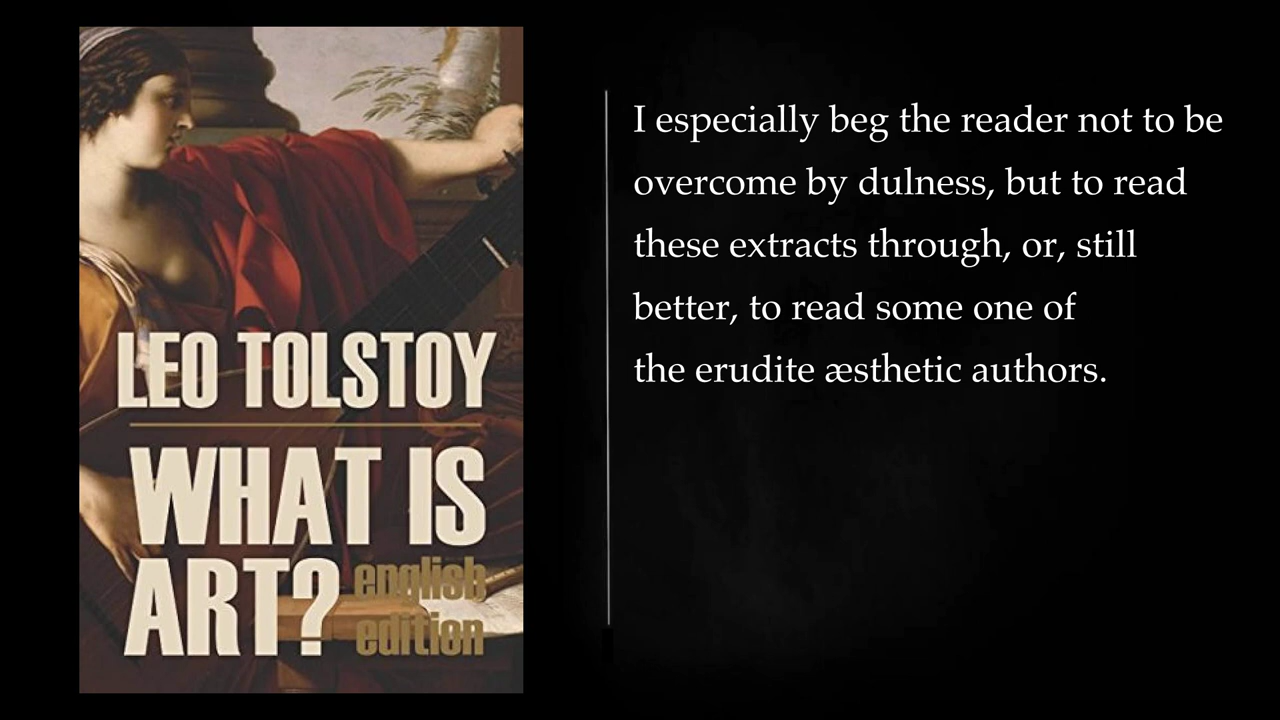 LEO TOLSTOY
WHAT IS
ART?
english
edition
I especially beg the reader not to be
overcome by dulness, but to read
these extracts through, or, still
better, to read some one of
the erudite æsthetic authors.